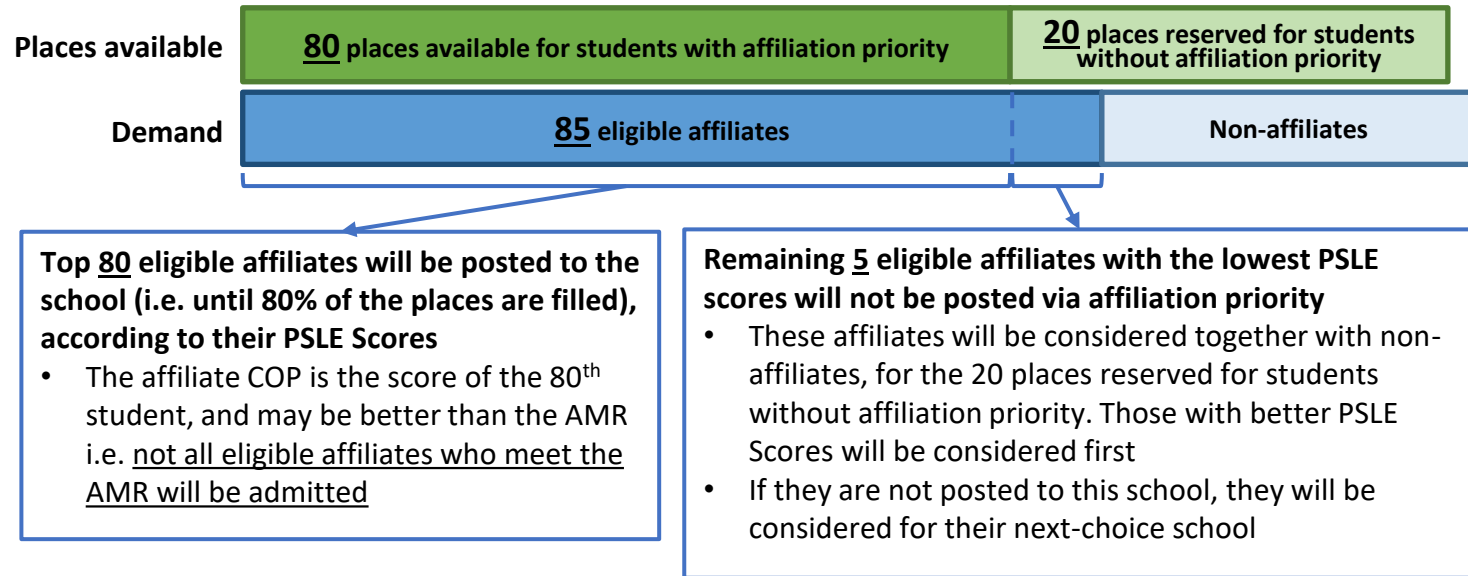 Places available
80 places available for students with affiliation priority
20 places reserved for students
without affiliation priority
Demand
85 eligible affiliates
Non-affiliates
Top 80 eligible affiliates will be posted to the
school (i.e. until 80% of the places are filled),
according to their PSLE Scores
• The affiliate COP is the score of the 80th
student, and may be better than the AMR
i.e. not all eligible affiliates who meet the
AMR will be admitted
Remaining 5 eligible affiliates with the lowest PSLE
scores will not be posted via affiliation priority
• These affiliates will be considered together with non-
affiliates, for the 20 places reserved for students
without affiliation priority. Those with better PSLE
Scores will be considered first
• If they are not posted to this school, they will be
considered for their next-choice school